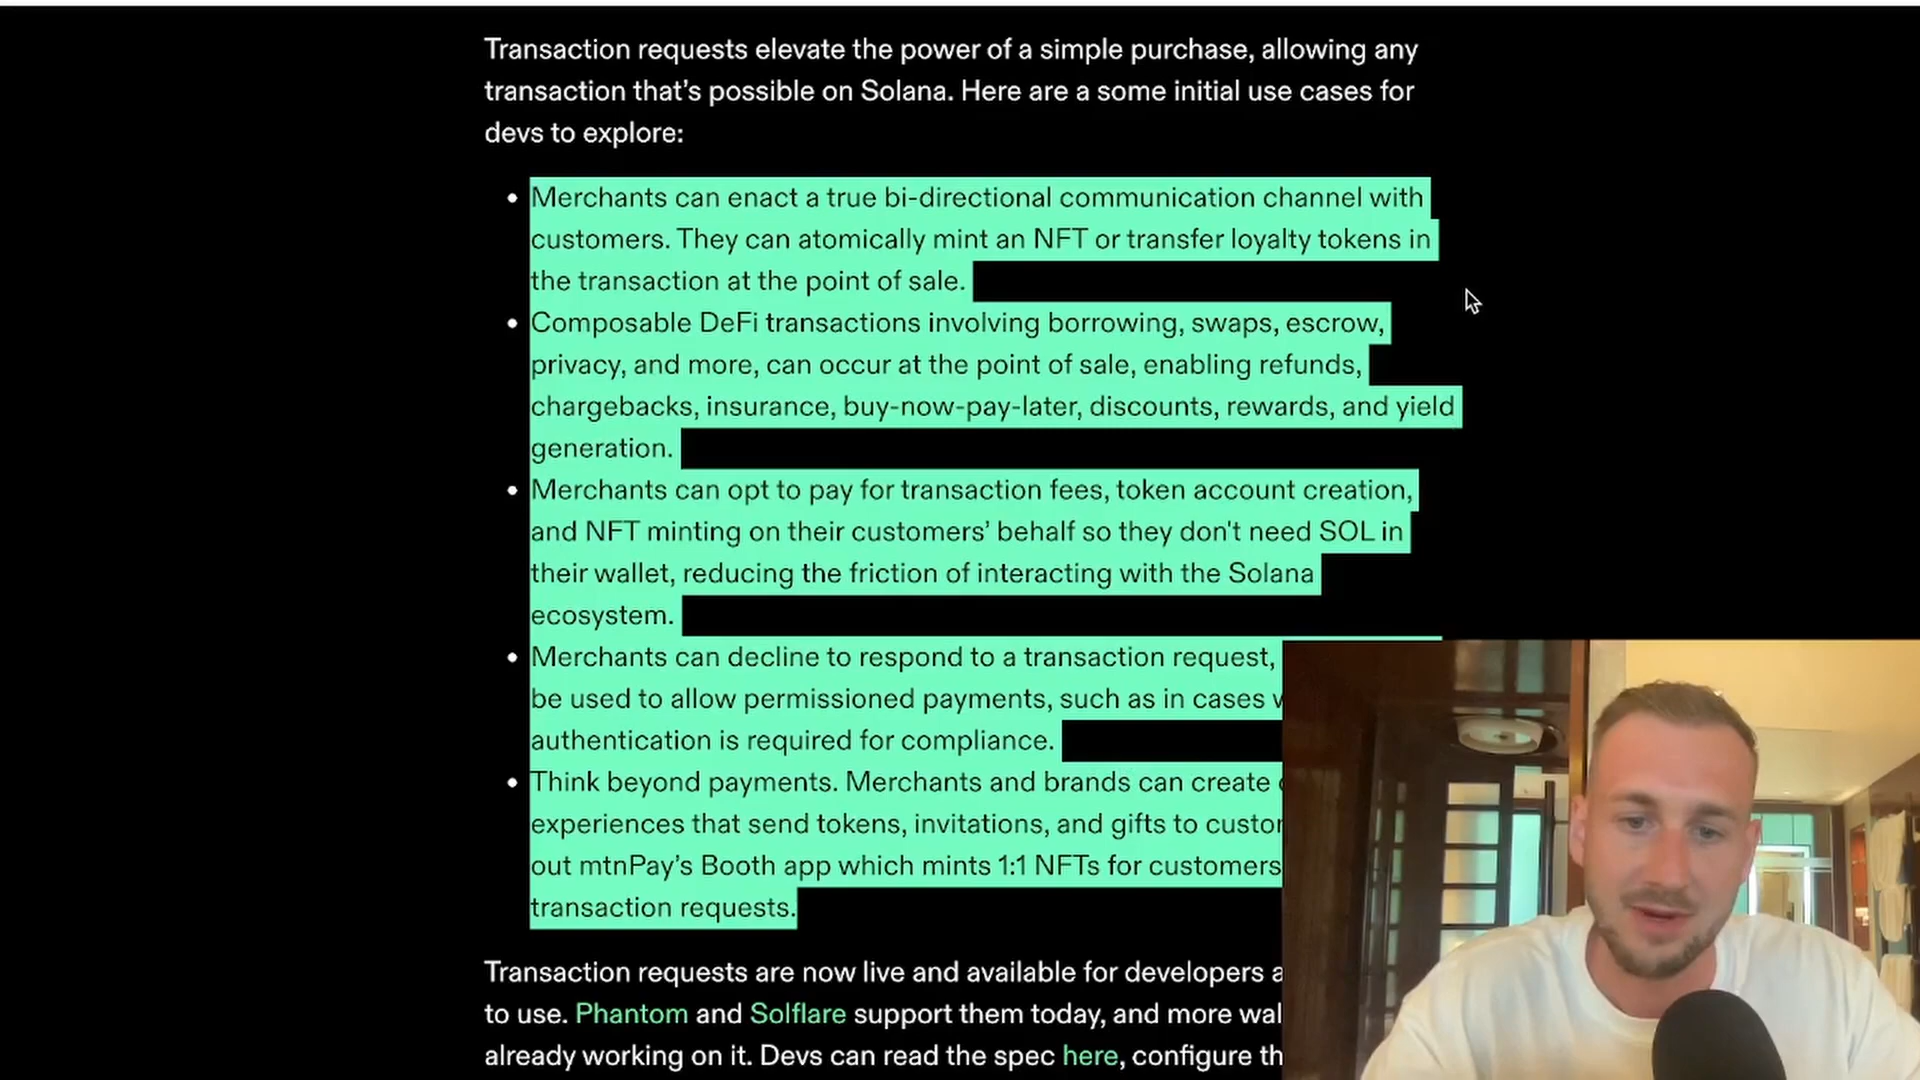 Transaction requests elevate the power of a simple purchase, allowing any
transaction that's possible on Solana. Here are a some initial use cases for
devs to explore:
• Merchants can enact a true bi-directional communication channel with
customers. They can atomically mint an NFT or transfer loyalty tokens in
the transaction at the point of sale.
• Composable DeFi transactions involving borrowing, swaps, escrow,
privacy, and more, can occur at the point of sale, enabling refunds,
chargebacks, insurance, buy-now-pay-later, discounts, rewards, and yield
generation.
• Merchants can opt to pay for transaction fees, token account creation,
and NFT minting on their customers’ behalf so they don't need SOL in
their wallet, reducing the friction of interacting with the Solana
ecosystem.
• Merchants can decline to respond to a transaction request,
be used to allow permissioned payments, such as in cases
authentication is required for compliance.
• Think beyond payments. Merchants and brands can create
experiences that send tokens, invitations, and gifts to
out mtnPay’s Booth app which mints 1:1 NFTs for customers
transaction requests.
Transaction requests are now live and available for developers
to use. Phantom and Solflare support them today, and more
already working on it. Devs can read the spec here, configure